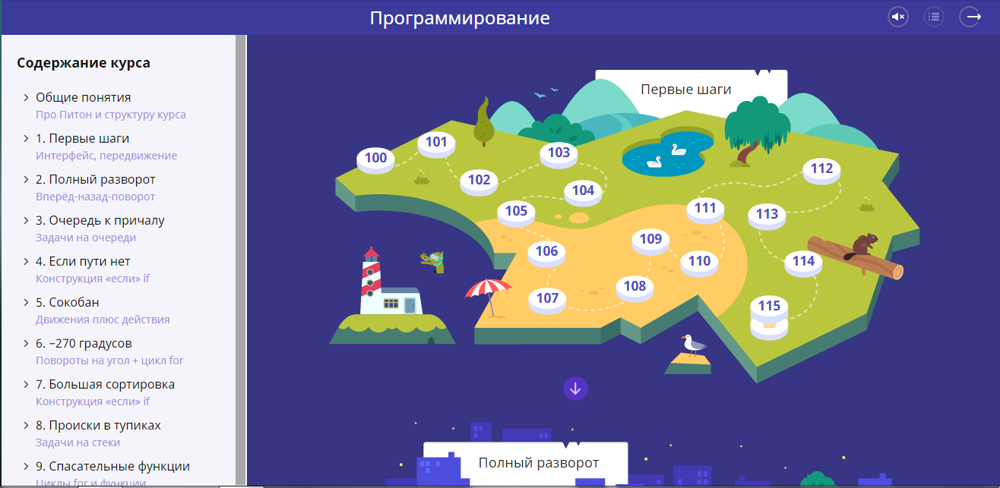 Программирование
Содержание курса
Общие понятия
Про Питон и структуру курса
1. Первые шаги
Интерфейс, передвижение
2. Полный разворот
Вперёд-назад-поворот
3. Очередь к причалу
Задачи на очереди
4. Если пути нет
Конструкция «если» if
5. Сокобан
Движения плюс действия
6. −270 градусов
Повороты на угол + цикл for
7. Большая сортировка
Конструкция «если» if
8. Происки в тупиках
Задачи на стеки
9. Спасательные функции
Циклы for и функции
Первые шаги
100
101
102
103
104
105
106
107
108
109
110
111
112
113
114
115
Полный разворот